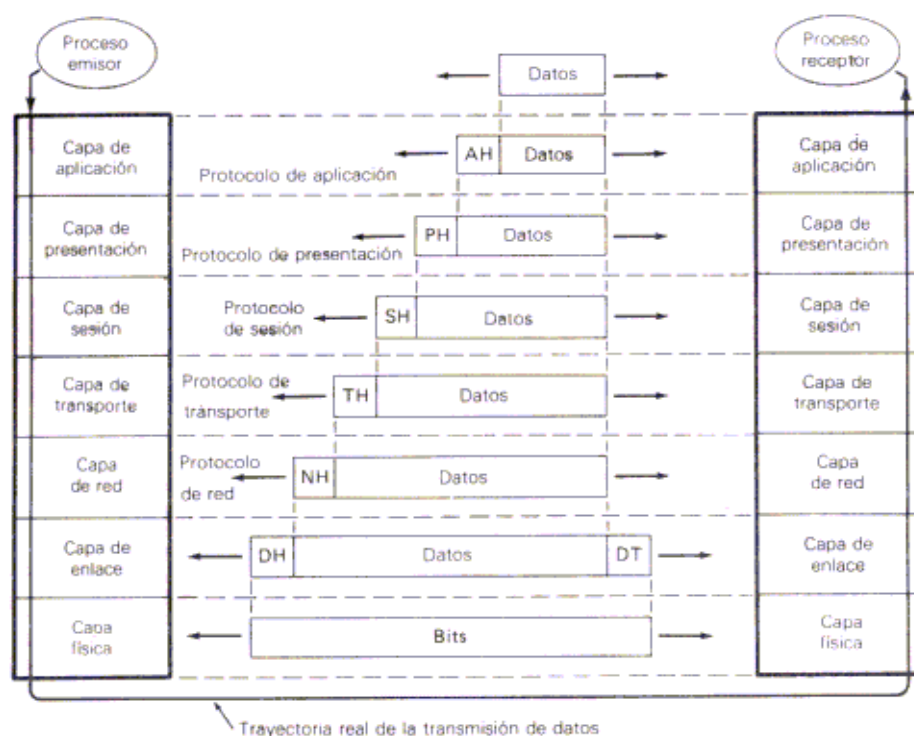 Proceso
emisor
Proceso
receptor
Datos
Capa de
aplicación
Protocolo de aplicación
AH
Datos
Capa de
aplicación
Capa de
presentación
Protocolo de presentación
PH
Datos
Capa de
presentación
Capa de
sesión
Protocolo
de sesión
SH
Datos
Capa de
sesión
Capa de
transporte
Protocolo de
transporte
TH
Datos
Capa de
transporte
Capa
de red
Protocolo
de red
NH
Datos
Capa
de red
Capa de
enlace
DH
Datos
DT
Capa de
enlace
Capa
física
Bits
Capa
física
Trayectoria real de la transmisión de datos